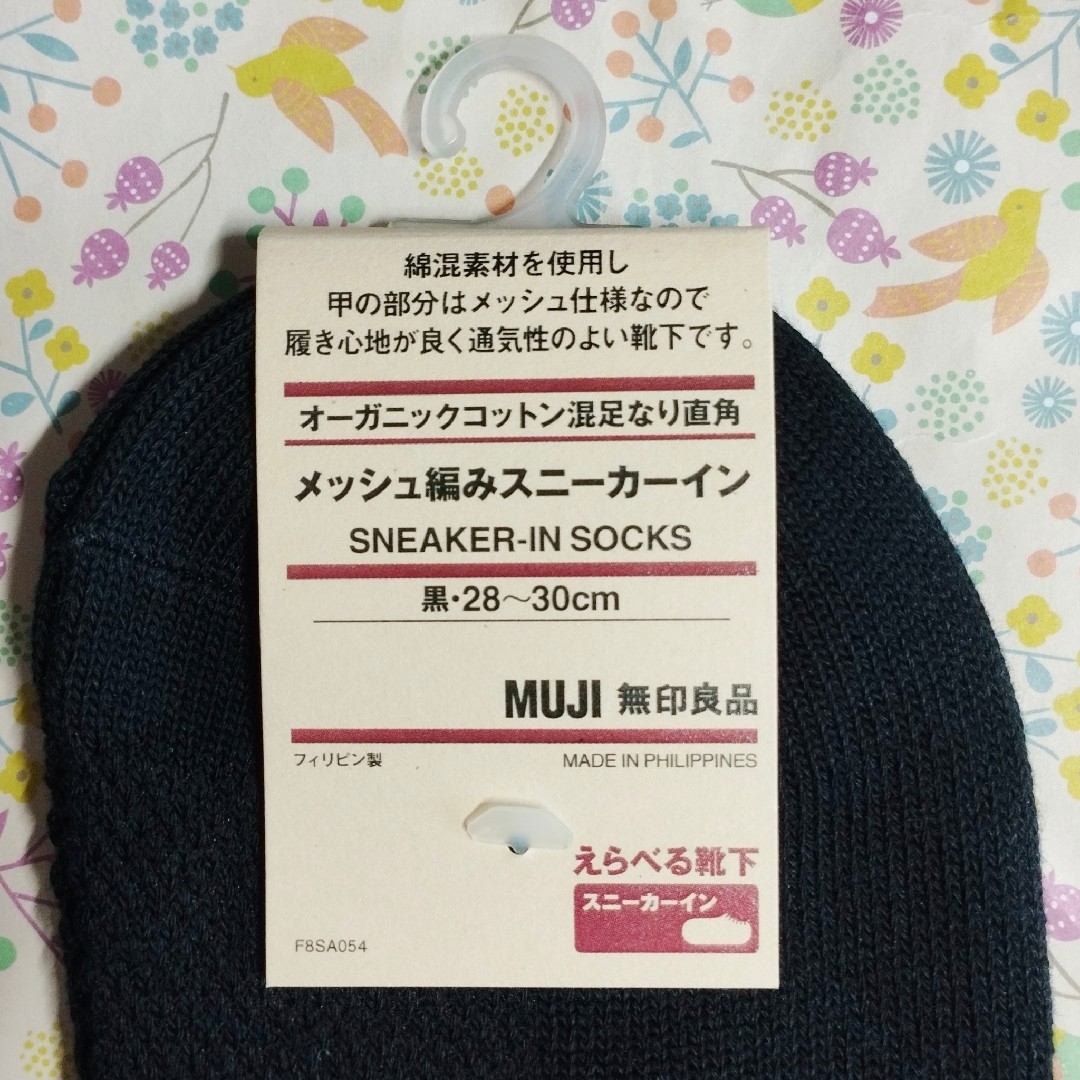 綿混素材を使用し
甲の部分はメッシュ仕様なので
履き心地が良く通気性のよい靴下です。
オーガニックコットン混足なり直角
メッシュ編みスニーカーイン
SNEAKER-IN SOCKS
黒・28〜30cm
MUJI 無印良品
フィリピン製 MADE IN PHILIPPINES
えらべる靴下
スニーカーイン
F8SA054